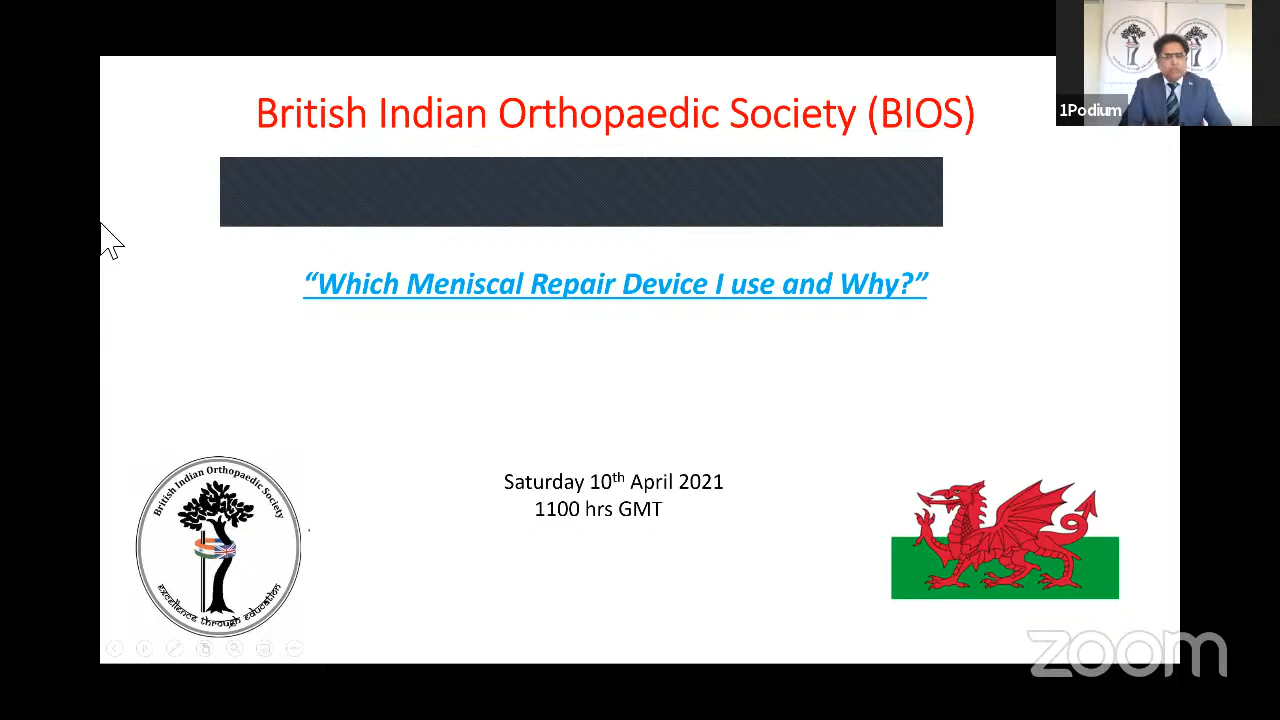 British Indian Orthopaedic Society (BIOS)
1Podium
“Which Meniscal Repair Device I use and Why?”
Saturday 10th April 2021
1100 hrs GMT
British Indian Orthopaedic Society
excellence through education
zoom